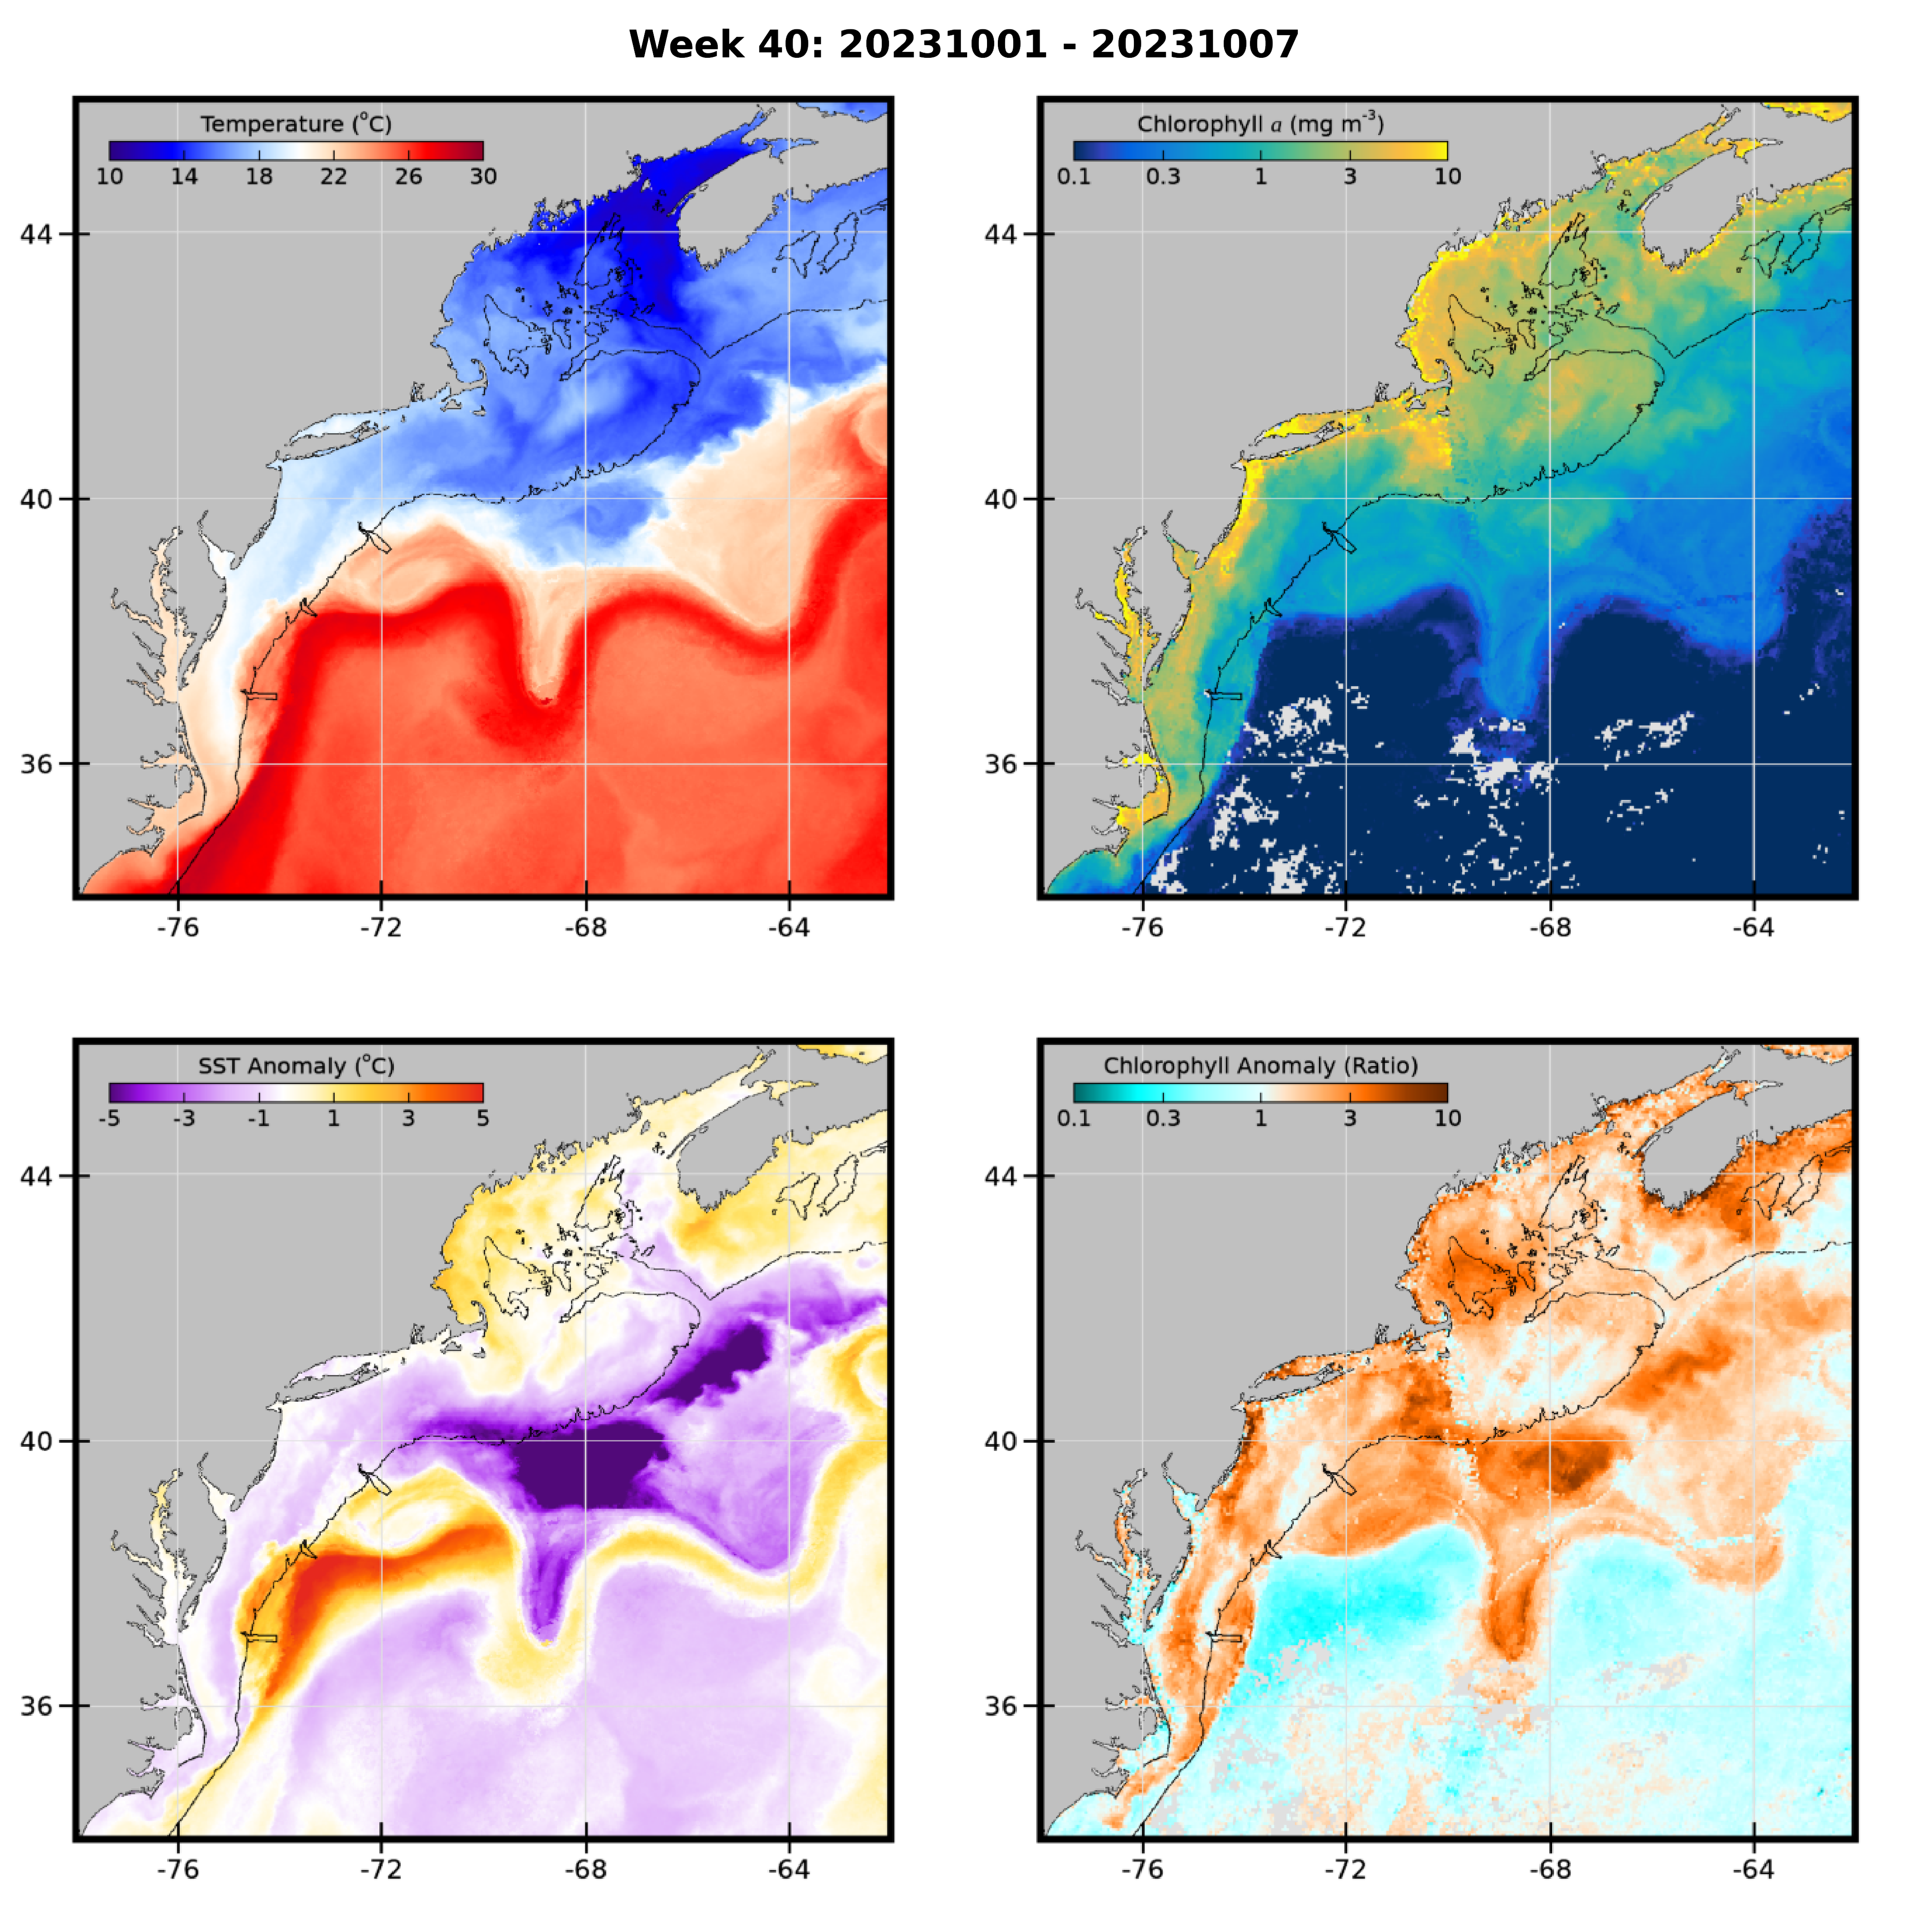 Week 40: 20231001 - 20231007
Temperature (°C)
10 14 18 22 26 30
44
40
36
-76 -72 -68 -64
Chlorophyll a (mg m⁻³)
0.1 0.3 1 3 10
44
40
36
-76 -72 -68 -64
SST Anomaly (°C)
-5 -3 -1 1 3 5
44
40
36
-76 -72 -68 -64
Chlorophyll Anomaly (Ratio)
0.1 0.3 1 3 10
44
40
36
-76 -72 -68 -64